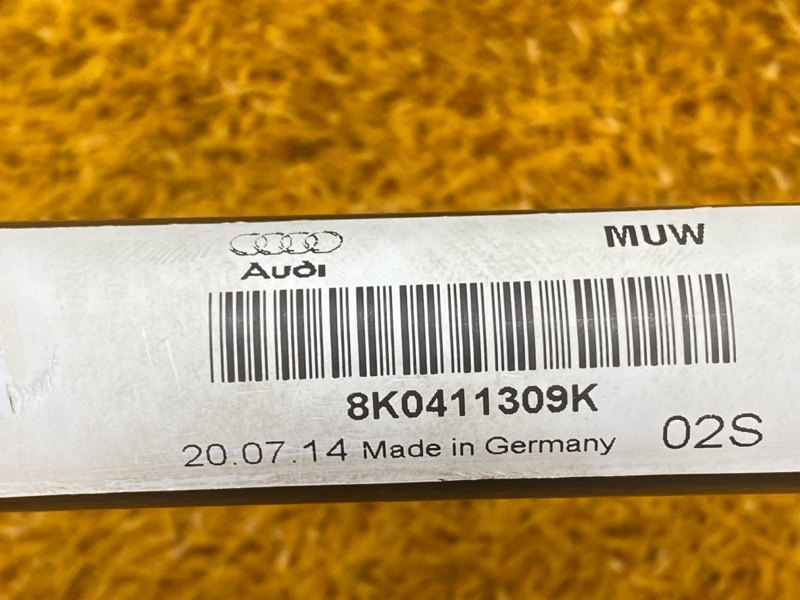 MUW
Audi
8K0411309K
20.07.14 Made in Germany 02S